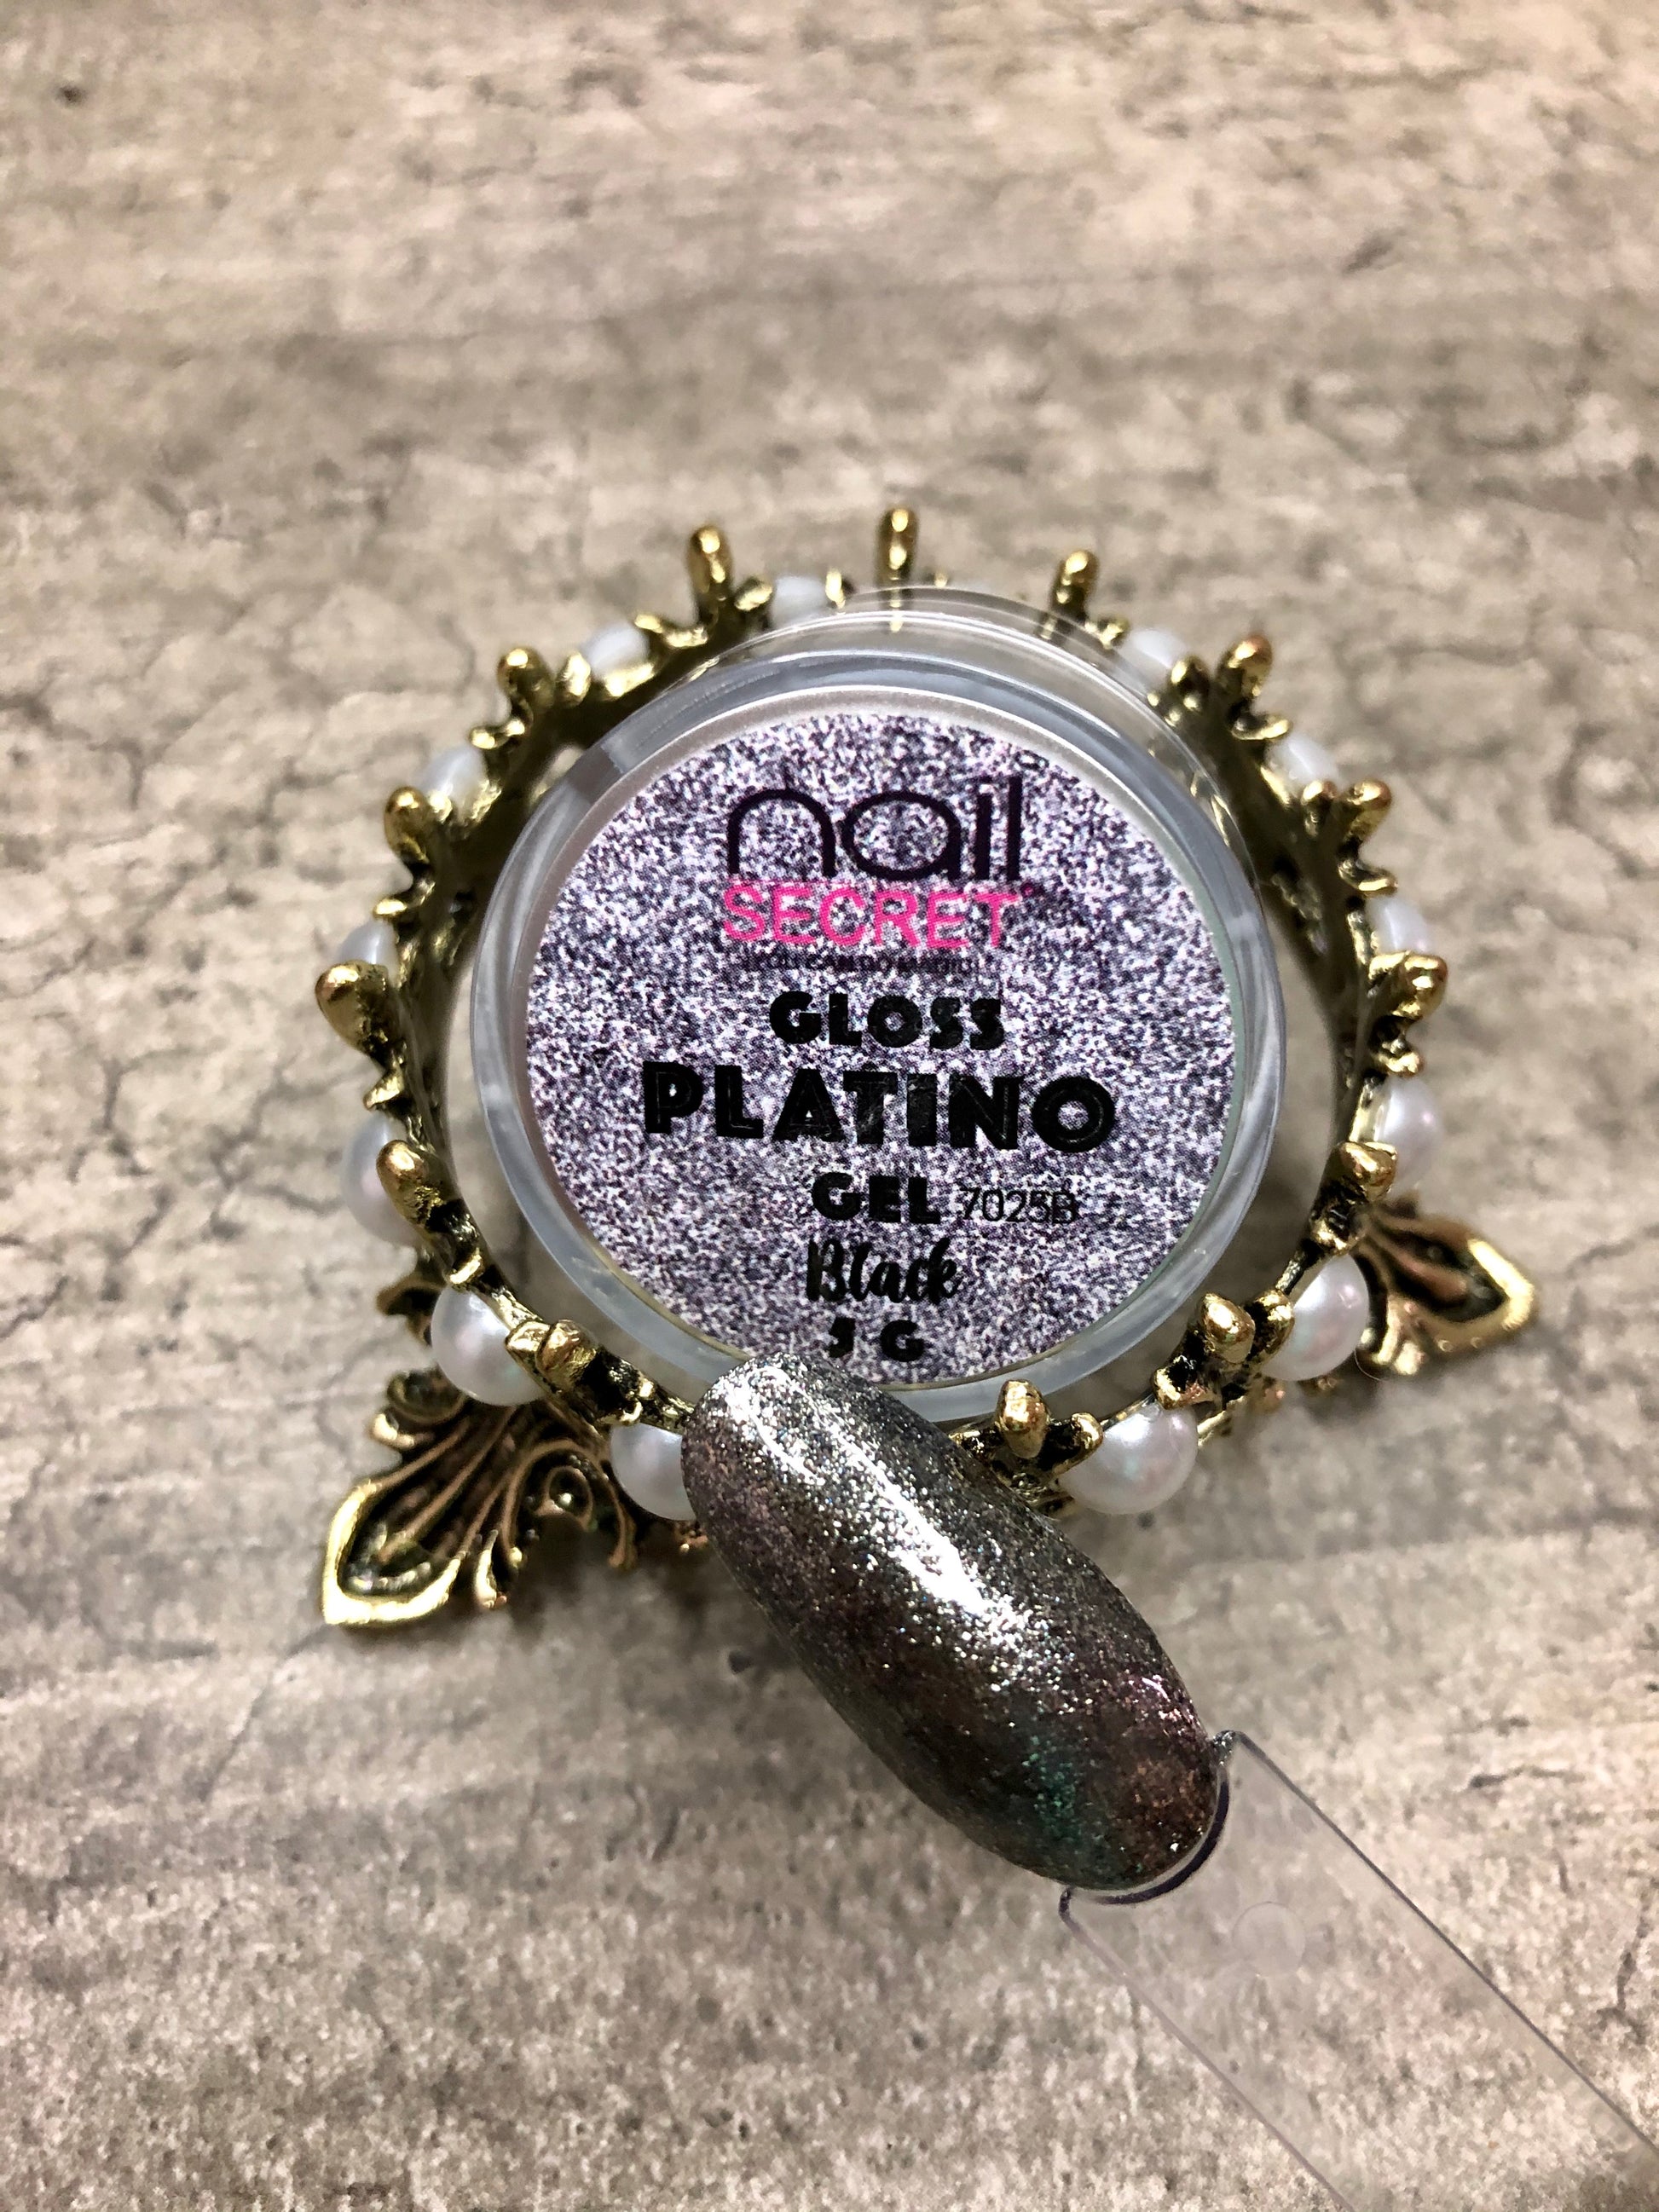 nail
SECRET
GLOSS
PLATINO
GEL 7025B
Black
5 G